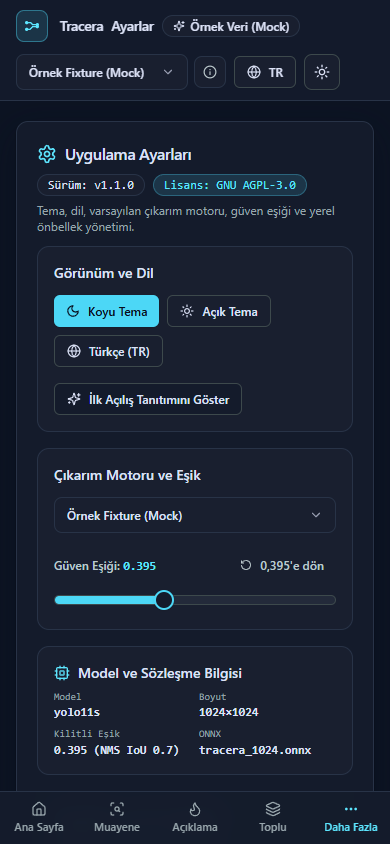 Tracera Ayarlar Örnek Veri (Mock)
Örnek Fixture (Mock) TR
Uygulama Ayarları
Sürüm: v1.1.0 Lisans: GNU AGPL-3.0
Tema, dil, varsayılan çıkarım motoru, güven eşiği ve yerel
önbellek yönetimi.
Görünüm ve Dil
Koyu Tema Açık Tema
Türkçe (TR)
İlk Açılış Tanıtımını Göster
Çıkarım Motoru ve Eşik
Örnek Fixture (Mock)
Güven Eşiği: 0.395 0,395'e dön
Model ve Sözleşme Bilgisi
Model Boyut
yolo11s 1024×1024
Kilitli Eşik ONNX
0.395 (NMS IoU 0.7) tracera_1024.onnx
Ana Sayfa Muayene Açıklama Toplu Daha Fazla